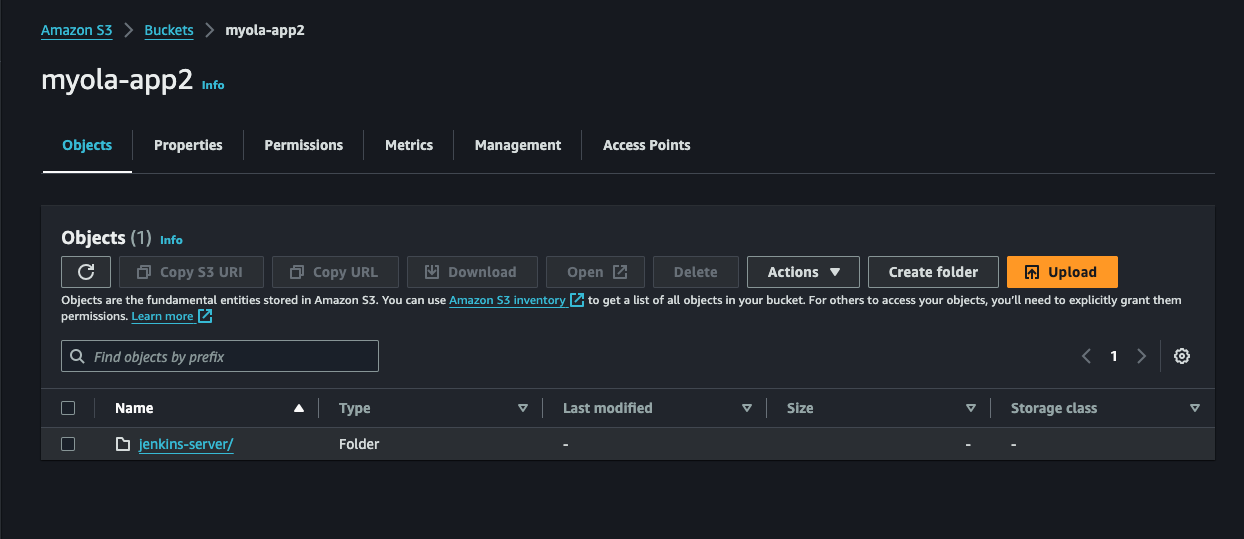 Amazon S3 > Buckets > myola-app2
myola-app2 Info
Objects Properties Permissions Metrics Management Access Points
Objects (1) Info
Copy S3 URI Copy URL Download Open Delete Actions Create folder Upload
Objects are the fundamental entities stored in Amazon S3. You can use Amazon S3 inventory to get a list of all objects in your bucket. For others to access your objects, you’ll need to explicitly grant them
permissions. Learn more
Find objects by prefix
< 1 >
Name Type Last modified Size Storage class
jenkins-server/ Folder - - -